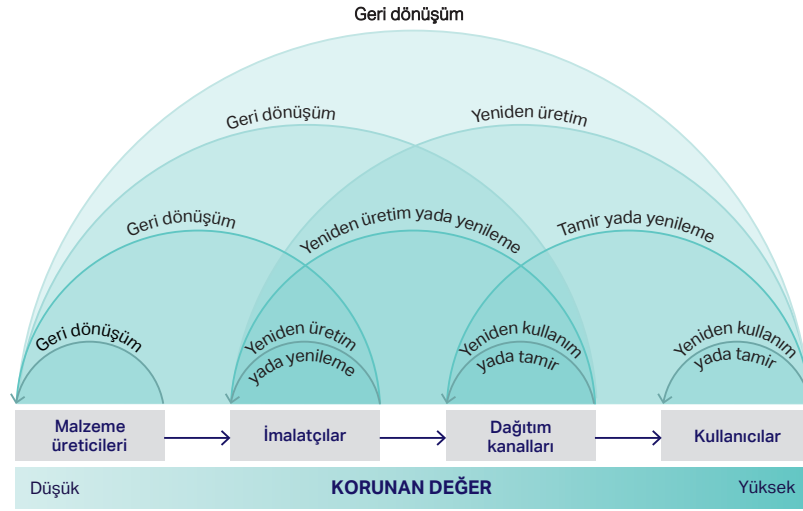 Geri dönüşüm
Geri dönüşüm
Yeniden üretim
Geri dönüşüm
Yeniden üretim yada yenileme
Tamir yada yenileme
Geri dönüşüm
Yeniden üretim
yada yenileme
Yeniden kullanım
yada tamir
Yeniden kullanım
yada tamir
Malzeme
üreticileri
İmalatçılar
Dağıtım
kanalları
Kullanıcılar
Düşük
KORUNAN DEĞER
Yüksek